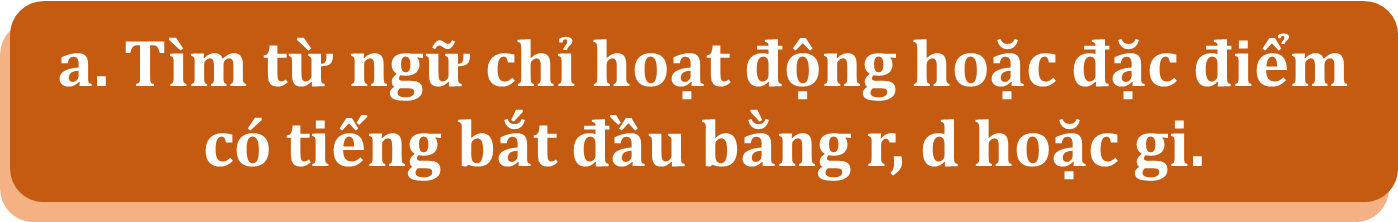 a. Tìm từ ngữ chỉ hoạt động hoặc đặc điểm
có tiếng bắt đầu bằng r, d hoặc gi.